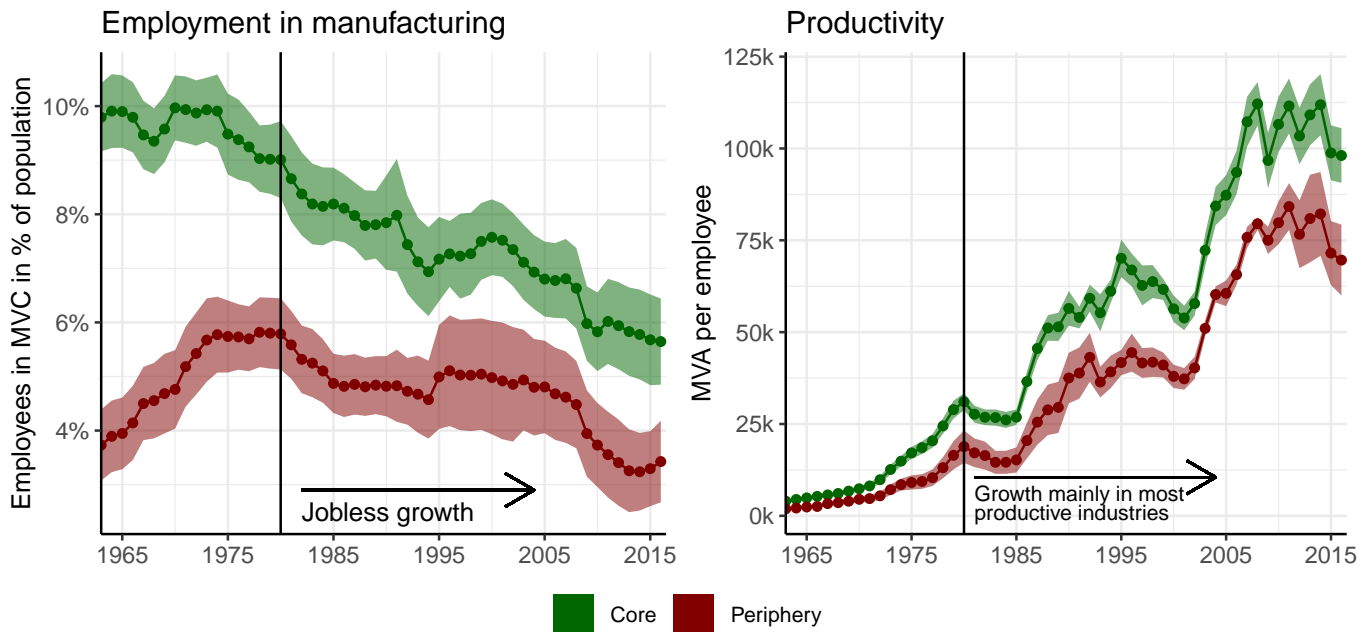 Employment in manufacturing
Employees in MVC in % of population
10%
8%
6%
4%
Jobless growth
1965 1975 1985 1995 2005 2015
Productivity
MVA per employee
125k
100k
75k
50k
25k
0k
Growth mainly in most
productive industries
1965 1975 1985 1995 2005 2015
Core Periphery